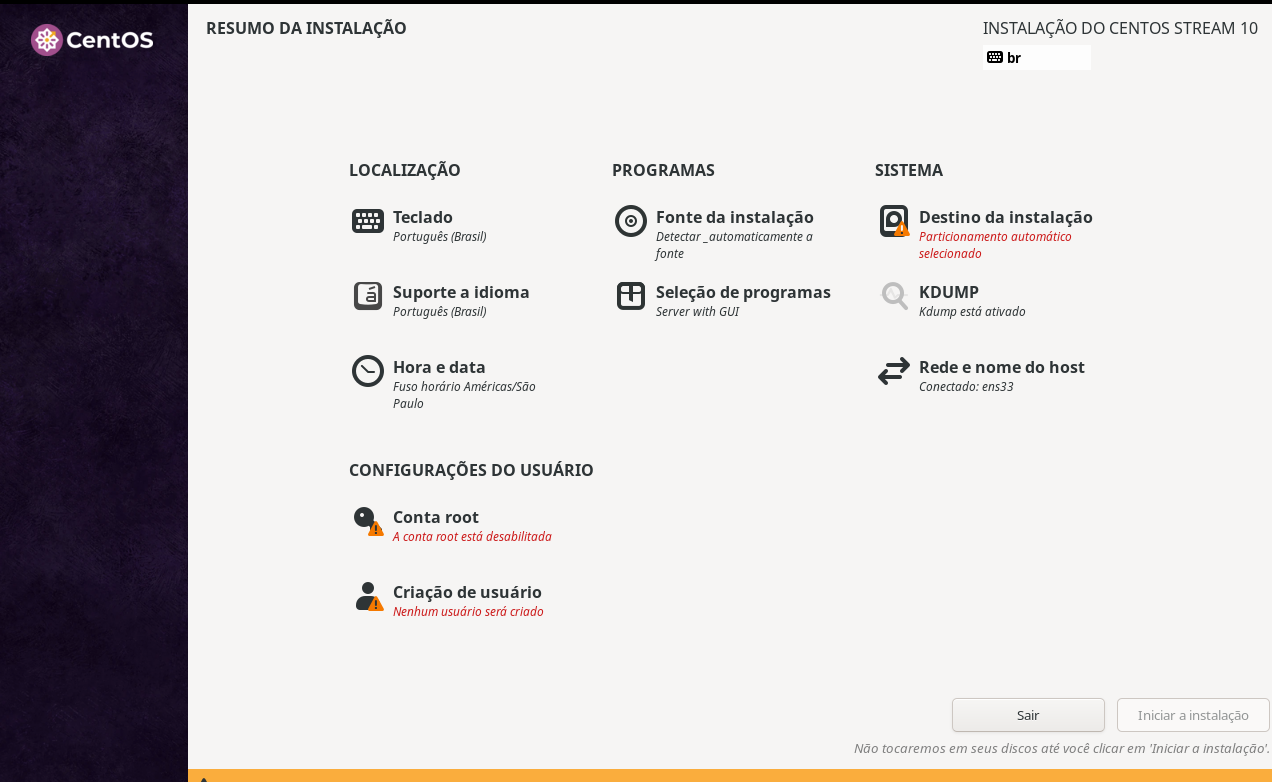 CentOS
RESUMO DA INSTALAÇÃO
INSTALAÇÃO DO CENTOS STREAM 10
br
LOCALIZAÇÃO
Teclado
Português (Brasil)
Suporte a idioma
Português (Brasil)
Hora e data
Fuso horário Américas/São
Paulo
PROGRAMAS
Fonte da instalação
Detectar _automaticamente a
fonte
Seleção de programas
Server with GUI
SISTEMA
Destino da instalação
Particionamento automático
selecionado
KDUMP
Kdump está ativado
Rede e nome do host
Conectado: ens33
CONFIGURAÇÕES DO USUÁRIO
Conta root
A conta root está desabilitada
Criação de usuário
Nenhum usuário será criado
Sair
Iniciar a instalação
Não tocaremos em seus discos até você clicar em 'Iniciar a instalação'.